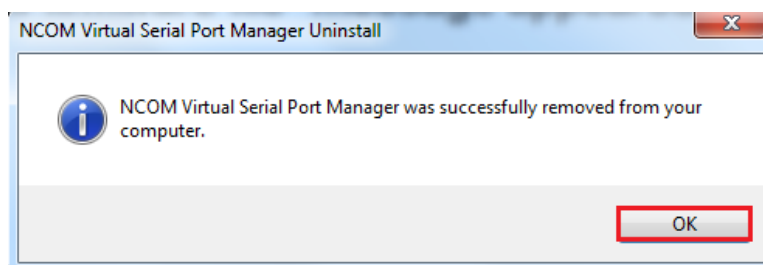 NCOM Virtual Serial Port Manager Uninstall
NCOM Virtual Serial Port Manager was successfully removed from your
computer.
OK